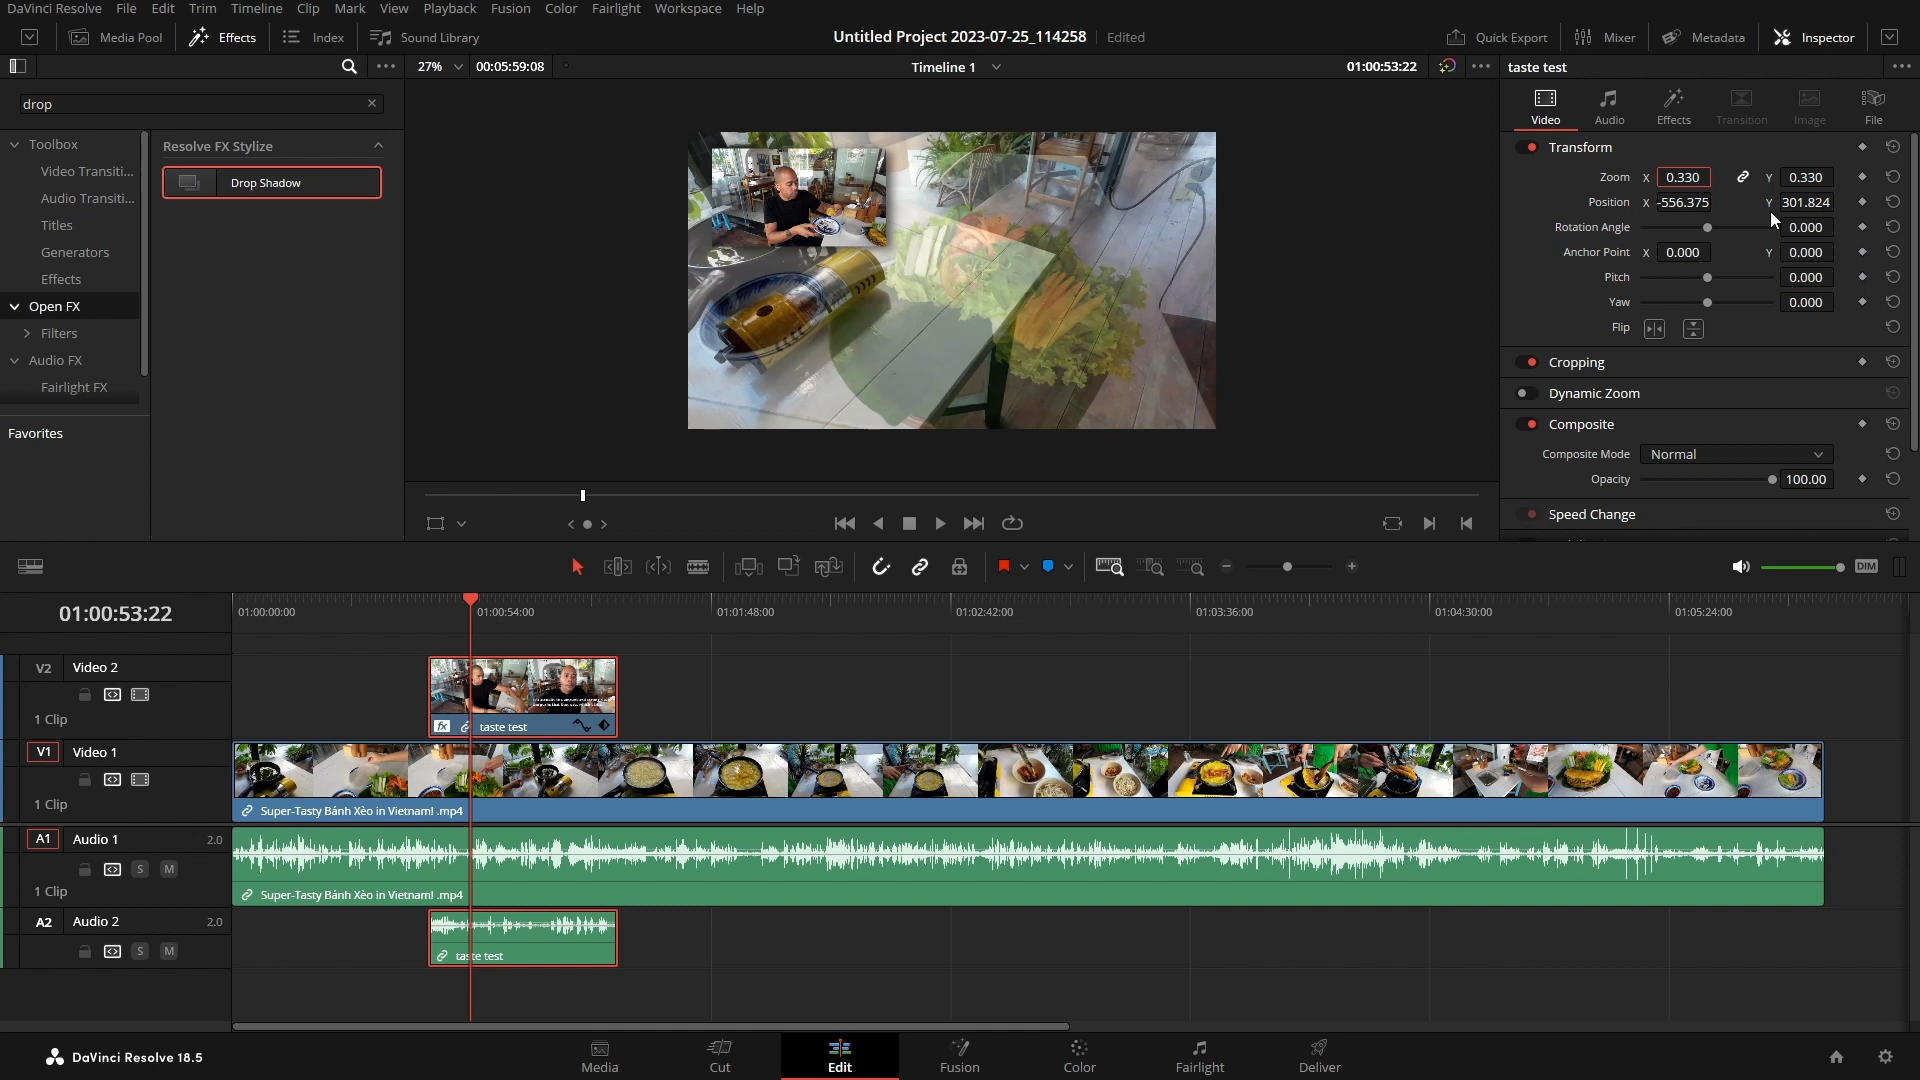 DaVinci Resolve File Edit Trim Timeline Clip Mark View Playback Fusion Color Fairlight Workspace Help
Media Pool Effects Index Sound Library Untitled Project 2023-07-25_114258 Edited Quick Export Mixer Metadata Inspector
27% 00:05:59:08 Timeline 1 01:00:53:22 taste test
drop
Video Audio Effects Transition Image File
Toolbox
Video Transiti...
Audio Transiti...
Titles
Generators
Effects
Open FX
Filters
Audio FX
Fairlight FX
Favorites
Resolve FX Stylize
Drop Shadow
Transform
Zoom X 0.330 Y 0.330
Position X -556.375 Y 301.824
Rotation Angle 0.000
Anchor Point X 0.000 Y 0.000
Pitch 0.000
Yaw 0.000
Flip
Cropping
Dynamic Zoom
Composite
Composite Mode Normal
Opacity 100.00
Speed Change
DIM
01:00:53:22 01:00:00:00 01:00:54:00 01:01:48:00 01:02:42:00 01:03:36:00 01:04:30:00 01:05:24:00
V2 Video 2
1 Clip
fx taste test
V1 Video 1
1 Clip
Super-Tasty Bánh Xèo in Vietnam! .mp4
A1 Audio 1 2.0
S M
1 Clip
Super-Tasty Bánh Xèo in Vietnam! .mp4
A2 Audio 2 2.0
S M
taste test
DaVinci Resolve 18.5
Media Cut Edit Fusion Color Fairlight Deliver